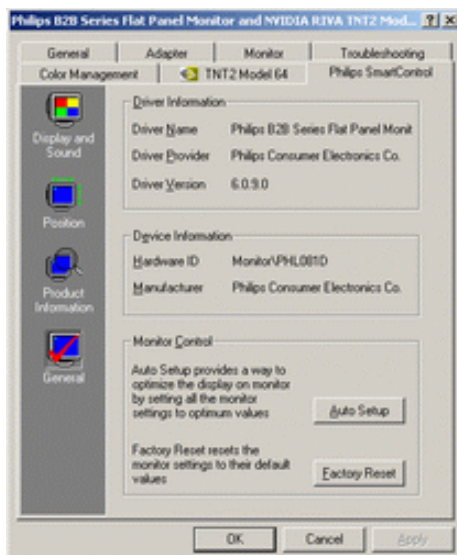 Philips B2B Series Flat Panel Monitor and NVIDIA RIVA TNT2 Mod...
General Adapter Monitor Troubleshooting
Color Management TNT2 Model 64 Philips SmartControl
Display and
Sound
Position
Product
Information
General
Driver Information
Driver Name Philips B2B Series Flat Panel Monit
Driver Provider Philips Consumer Electronics Co.
Driver Version 6.0.9.0
Device Information
Hardware ID Monitor\PHL081D
Manufacturer Philips Consumer Electronics Co.
Monitor Control
Auto Setup provides a way to
optimize the display on monitor
by setting all the monitor
settings to optimum values
Auto Setup
Factory Reset resets the
monitor settings to their default
values
Factory Reset
OK Cancel Apply